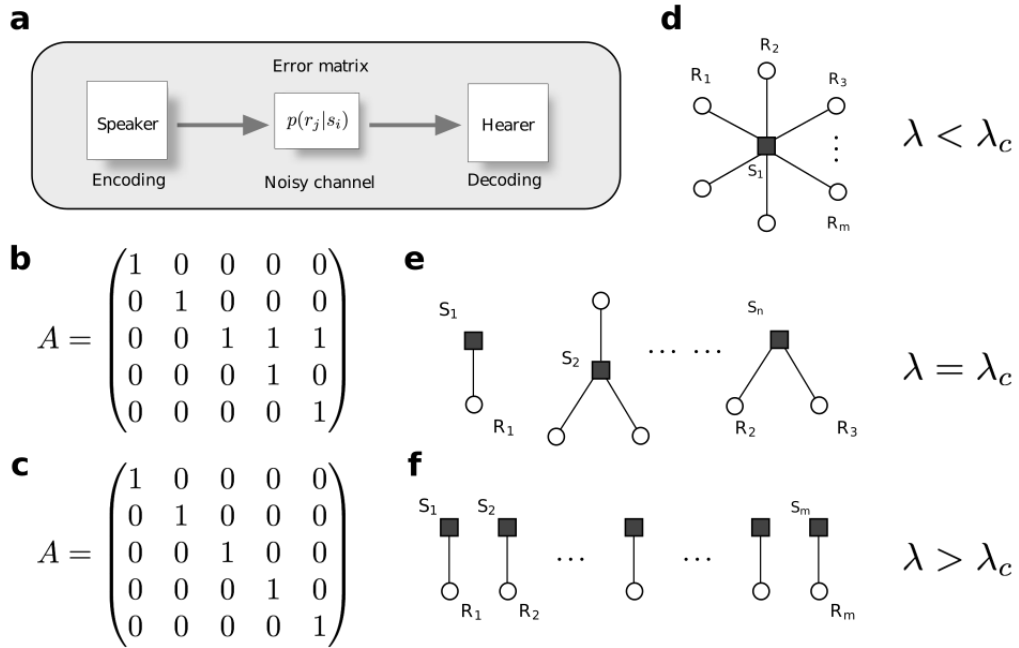 a
Error matrix
Speaker
p(r_j|s_i)
Hearer
Encoding
Noisy channel
Decoding
b
A = 
1 0 0 0 0
0 1 0 0 0
0 0 1 1 1
0 0 0 1 0
0 0 0 0 1
c
A = 
1 0 0 0 0
0 1 0 0 0
0 0 1 0 0
0 0 0 1 0
0 0 0 0 1
d
R_2
R_1 R_3
S_1 ⋮
R_m
λ < λ_c
e
S_1
S_2
... ...
S_n
R_1
R_2 R_3
λ = λ_c
f
S_1 S_2 S_m
... ...
R_1 R_2 R_m
λ > λ_c